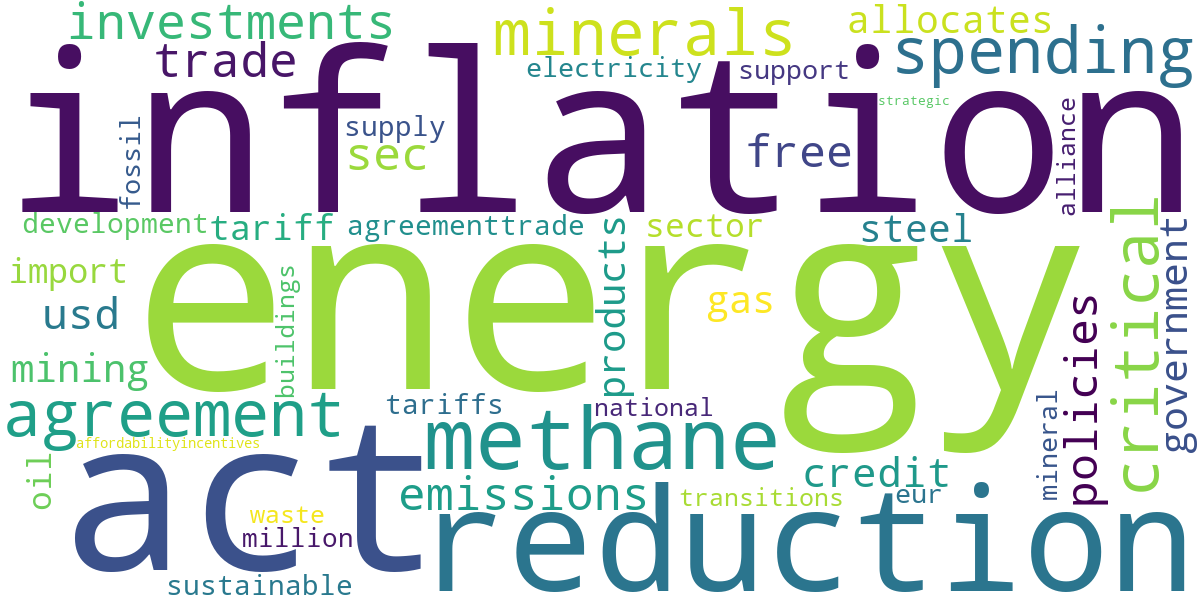 investments
minerals
allocates
spending
trade
electricity
support
inflation
strategic
fossil
supply
sec
free
alliance
development
tariff
agreementtrade
products
sector
steel
critical
government
import
energy
usd
buildings
gas
policies
mining
agreement
tariffs
national
mineral
affordabilityincentives
methane
act
oil
credit
emissions
transitions
eur
reduction
waste
million
sustainable